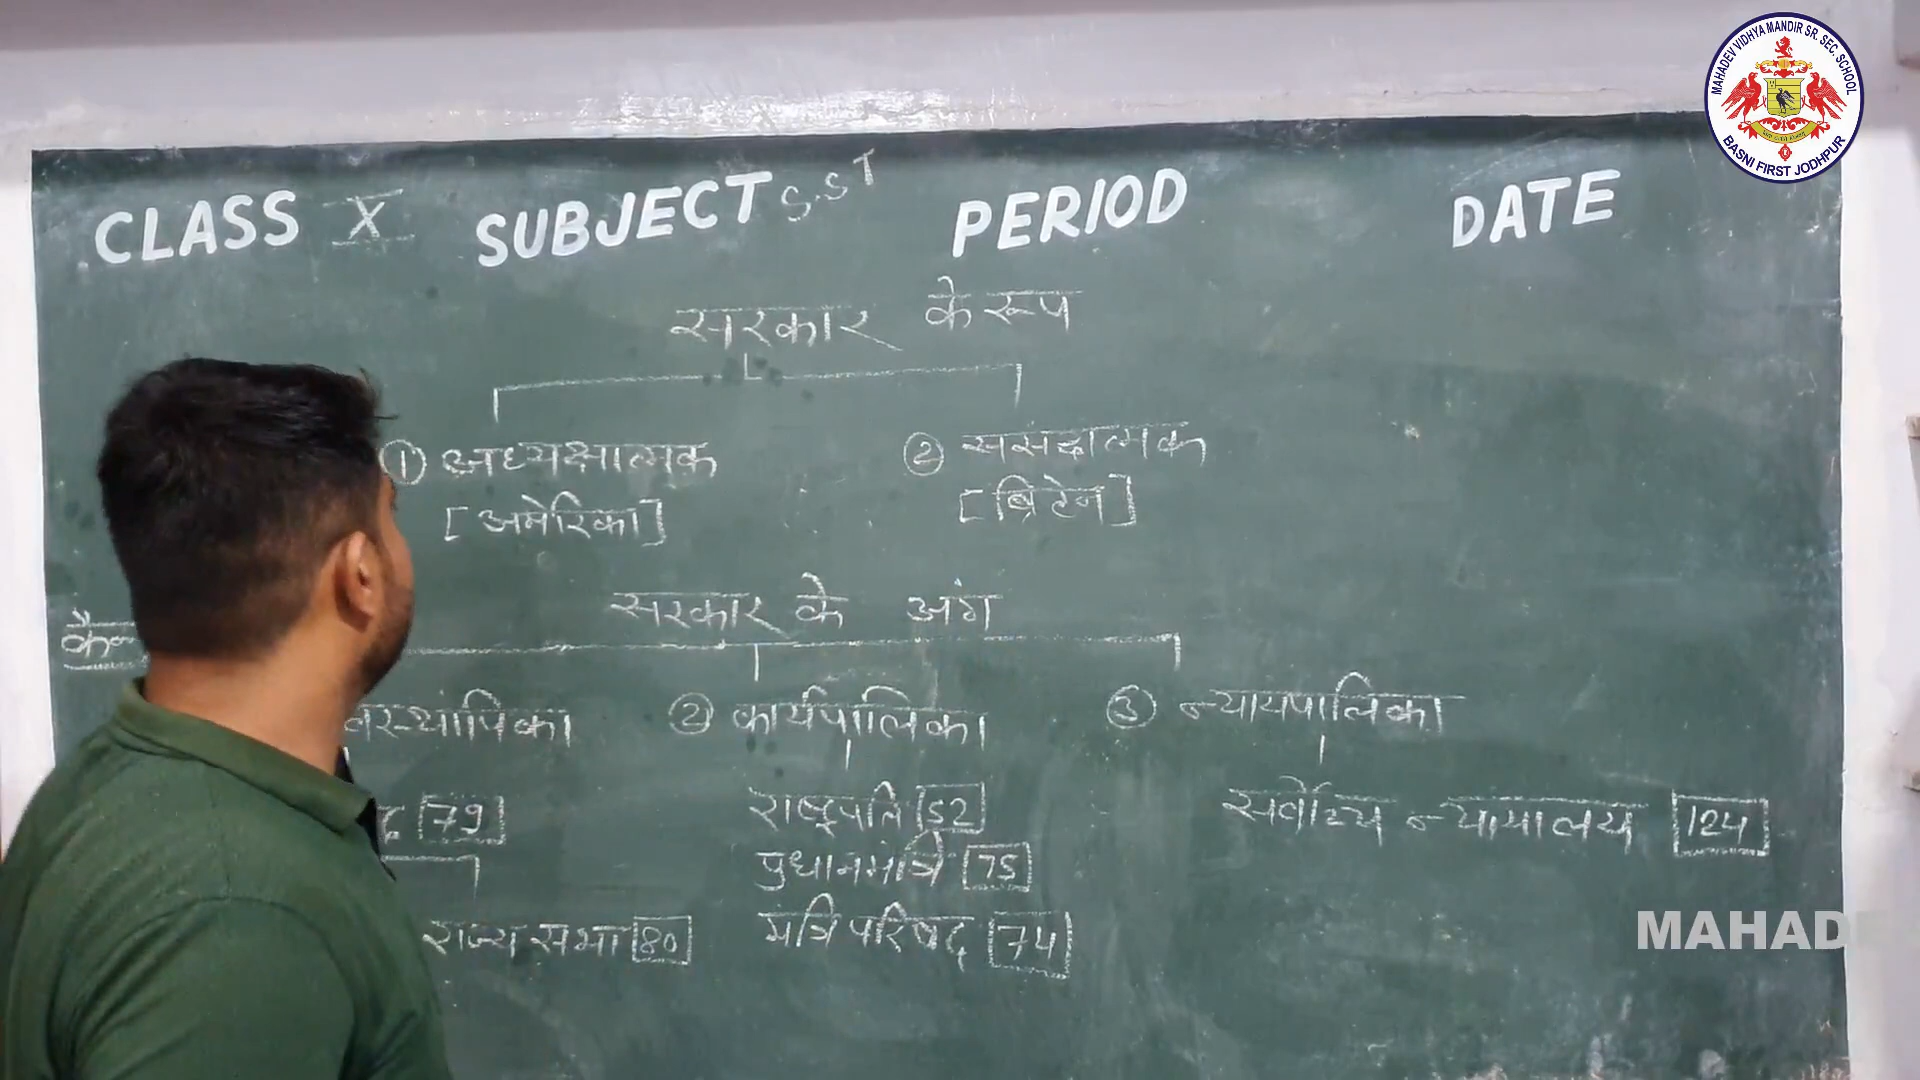 MAHADEV VIDHYA MANDIR SR. SEC. SCHOOL
BASNI FIRST JODHPUR
CLASS X SUBJECT S.ST PERIOD DATE
सरकार के रूप
① अध्यक्षात्मक ② संसदात्मक
[अमेरिका] [ब्रिटेन]
सरकार के अंग
② कार्यपालिका ③ न्यायपालिका
79 राष्ट्रपति 52 सर्वोच्य न्यायालय 124
प्रधानमंत्रि 75
राज्य सभा 80 मंत्रि परिषद् 74
MAHAD